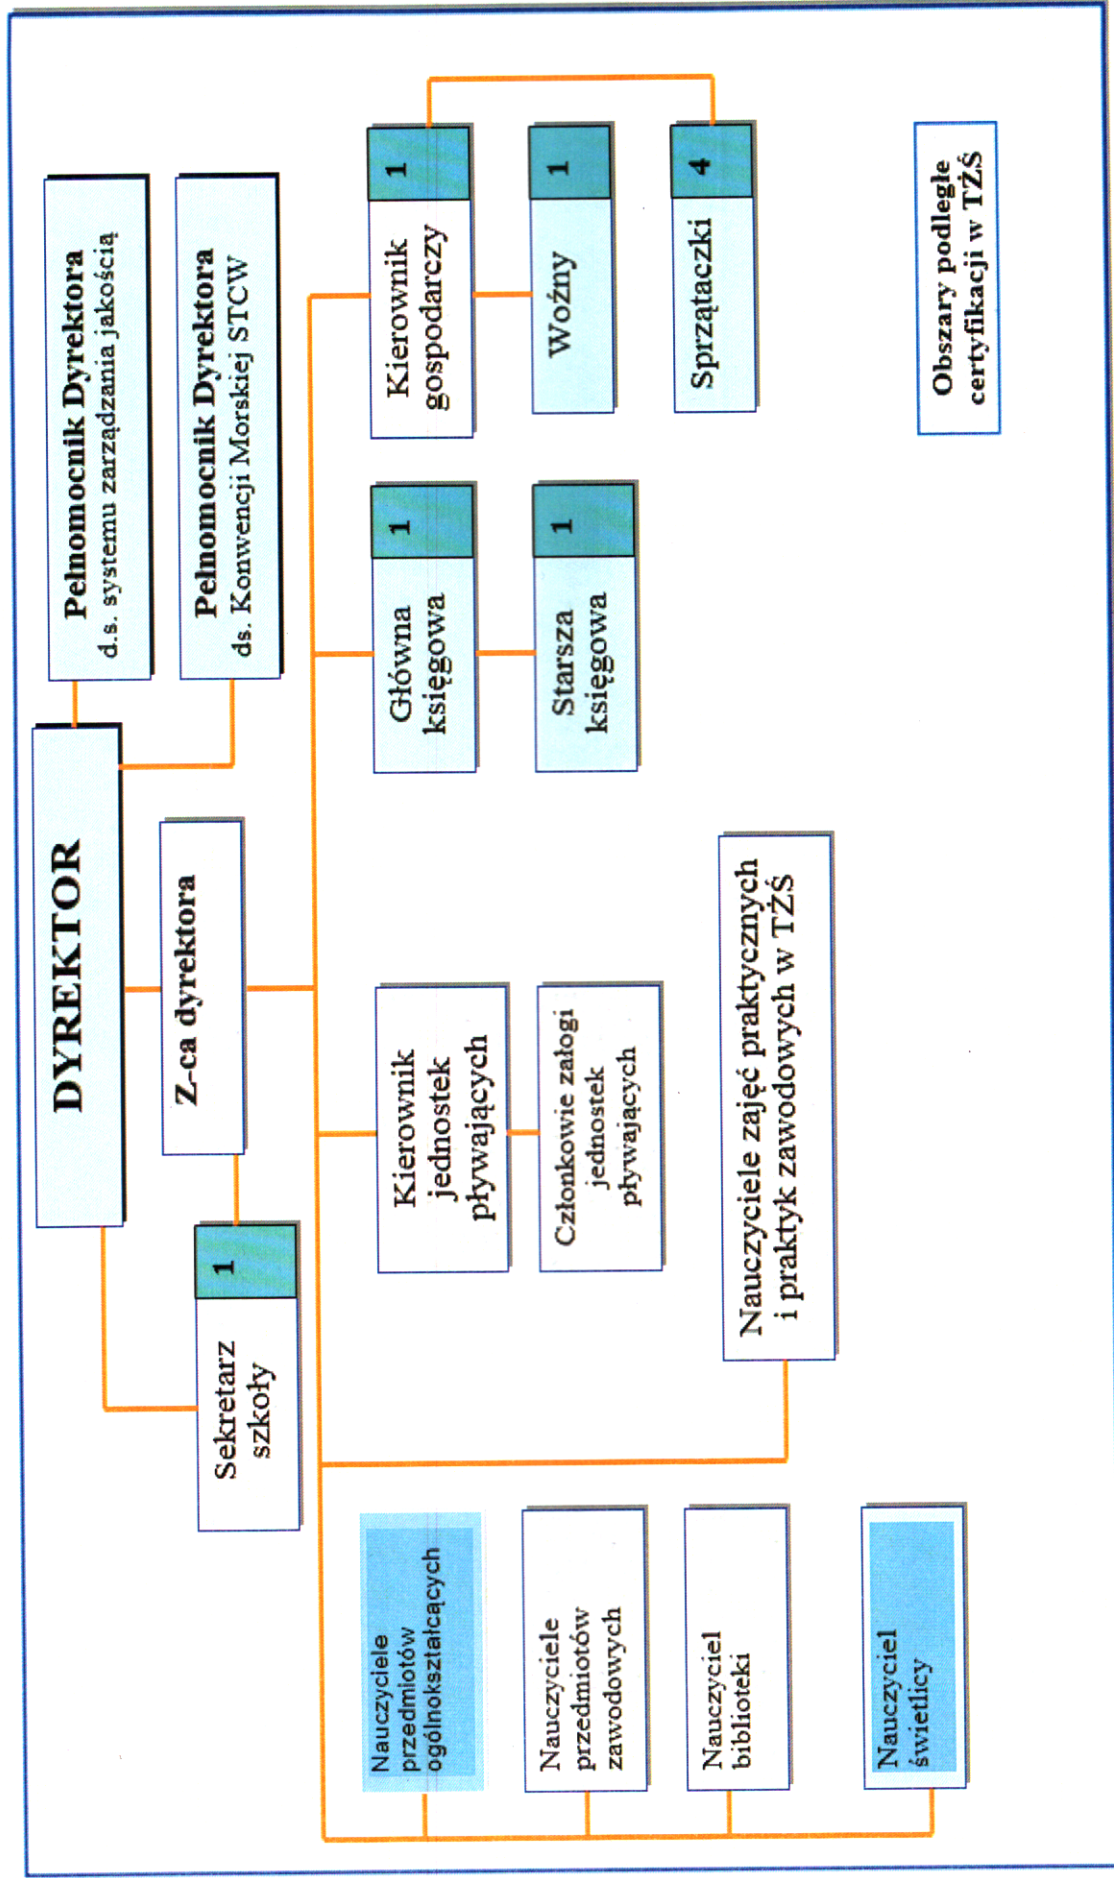 DYREKTOR
Pełnomocnik Dyrektora
d.s. systemu zarządzania jakością
Pełnomocnik Dyrektora
ds. Konwencji Morskiej STCW
Z-ca dyrektora
Sekretarz
szkoły
1
Nauczyciele
przedmiotów
ogólnokształcących
Nauczyciele
przedmiotów
zawodowych
Nauczyciel
biblioteki
Nauczyciel
świetlicy
Kierownik
jednostek
pływających
Członkowie załogi
jednostek
pływających
Nauczyciele zajęć praktycznych
i praktyk zawodowych w TŻŚ
Główna
księgowa
1
Starsza
księgowa
1
Kierownik
gospodarczy
1
Woźny
1
Sprzątaczki
4
Obszary podległe
certyfikacji w TŻŚ